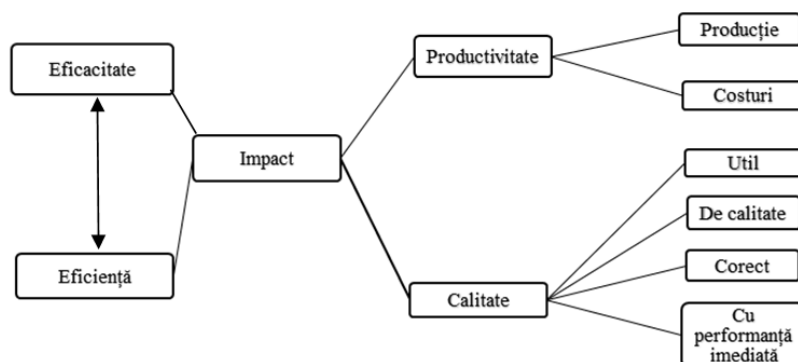 Eficacitate
Eficiență
Impact
Productivitate
Calitate
Producție
Costuri
Util
De calitate
Corect
Cu
performanță
imediată